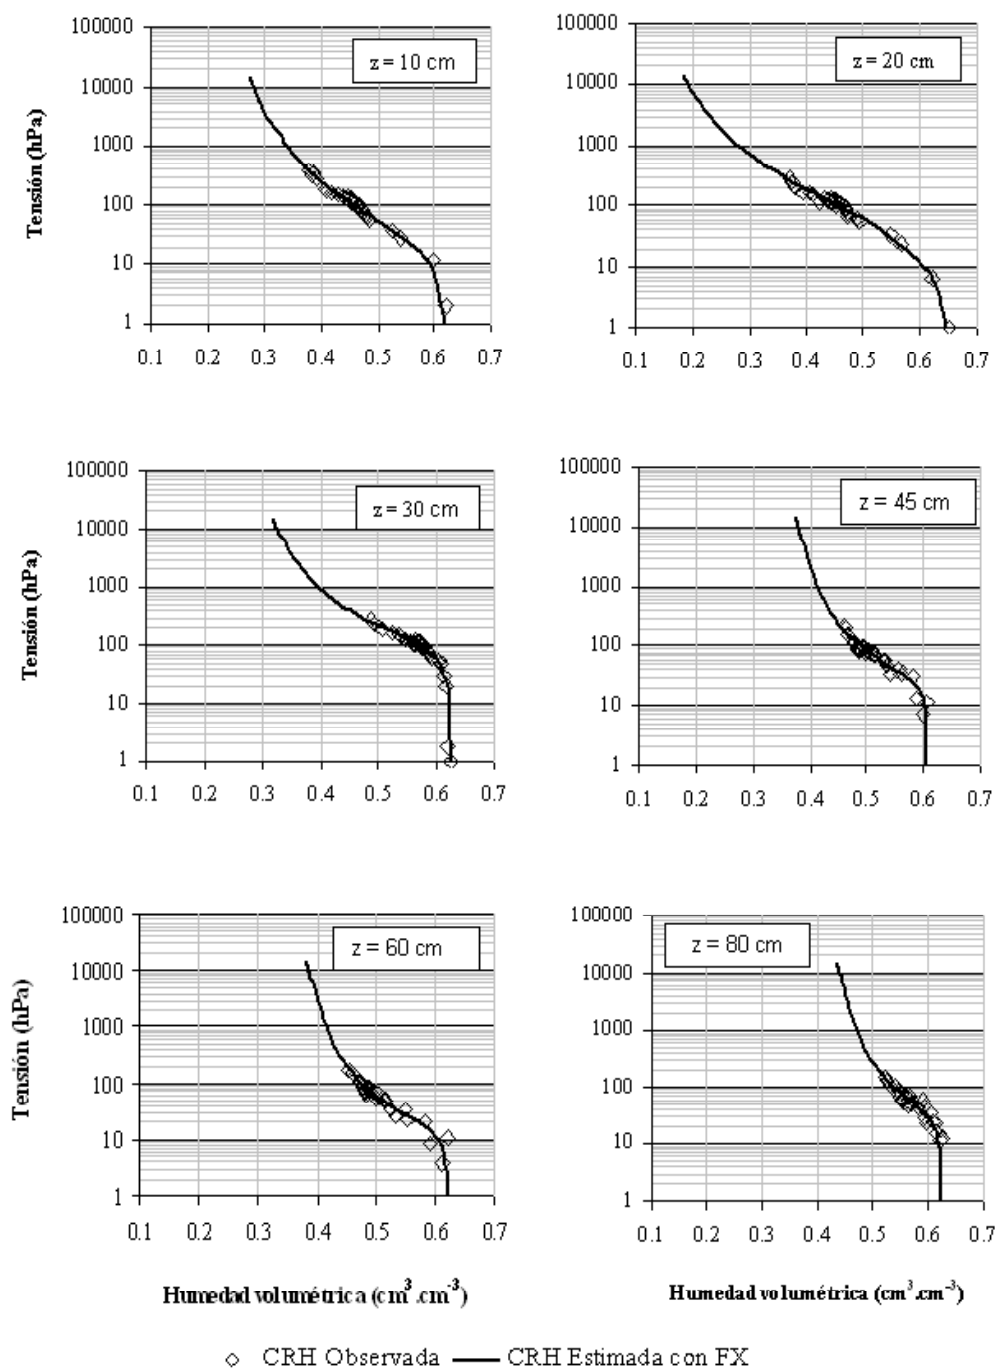 100000
10000
1000
100
10
1
Tensión (hPa)
z = 10 cm
0.1 0.2 0.3 0.4 0.5 0.6 0.7
100000
10000
1000
100
10
1
z = 20 cm
0.1 0.2 0.3 0.4 0.5 0.6 0.7
100000
10000
1000
100
10
1
Tensión (hPa)
z = 30 cm
0.1 0.2 0.3 0.4 0.5 0.6 0.7
100000
10000
1000
100
10
1
z = 45 cm
0.1 0.2 0.3 0.4 0.5 0.6 0.7
100000
10000
1000
100
10
1
Tensión (hPa)
z = 60 cm
0.1 0.2 0.3 0.4 0.5 0.6 0.7
Humedad volumétrica (cm³.cm⁻³)
100000
10000
1000
100
10
1
z = 80 cm
0.1 0.2 0.3 0.4 0.5 0.6 0.7
Humedad volumétrica (cm³.cm⁻³)
CRH Observada CRH Estimada con FX